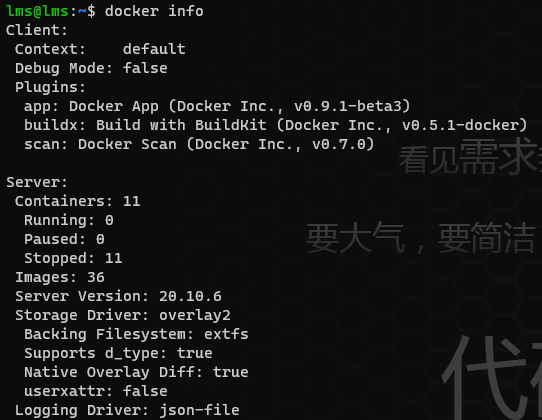 lms@lms:~$ docker info
Client:
 Context:    default
 Debug Mode: false
 Plugins:
  app: Docker App (Docker Inc., v0.9.1-beta3)
  buildx: Build with BuildKit (Docker Inc., v0.5.1-docker)
  scan: Docker Scan (Docker Inc., v0.7.0)
看见需求
Server:
 Containers: 11
  Running: 0
  Paused: 0
要大气，要简洁
  Stopped: 11
 Images: 36
 Server Version: 20.10.6
 Storage Driver: overlay2
  Backing Filesystem: extfs
  Supports d_type: true
  Native Overlay Diff: true
代
  userxattr: false
 Logging Driver: json-file